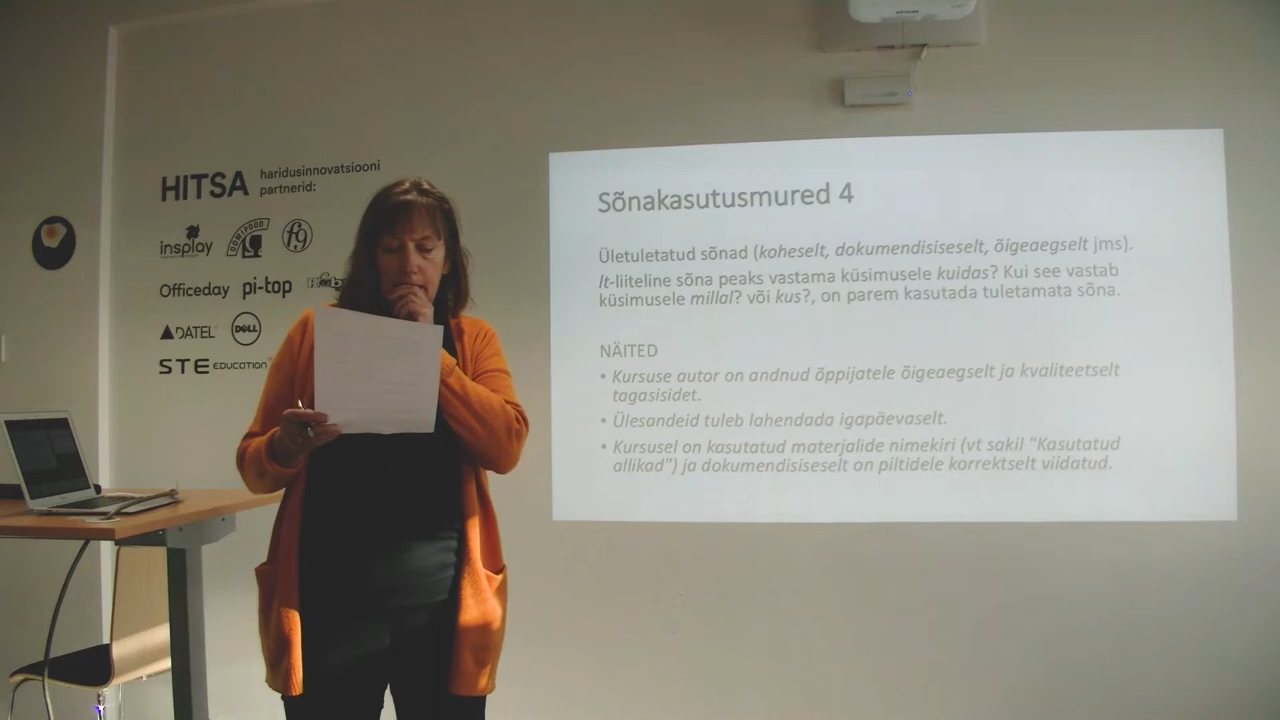 HITSA
haridusinnovatsiooni
partnerid:
insplay
OOMIPOOD
f9
Officeday
pi-top
DATEL
DELL
STE EDUCATION
Sõnakasutusmured 4
Ületuletatud sõnad (koheselt, dokumendisiseselt, õigeaegselt jms).
lt-liiteline sõna peaks vastama küsimusele kuidas? Kui see vastab
küsimusele millal? või kus?, on parem kasutada tuletamata sõna.
NÄITED
• Kursuse autor on andnud õppijatele õigeaegselt ja kvaliteetselt
tagasisidet.
• Ülesandeid tuleb lahendada igapäevaselt.
• Kursusel on kasutatud materjalide nimekiri (vt sakil "Kasutatud
allikad") ja dokumendisiseselt on piltidele korrektselt viidatud.